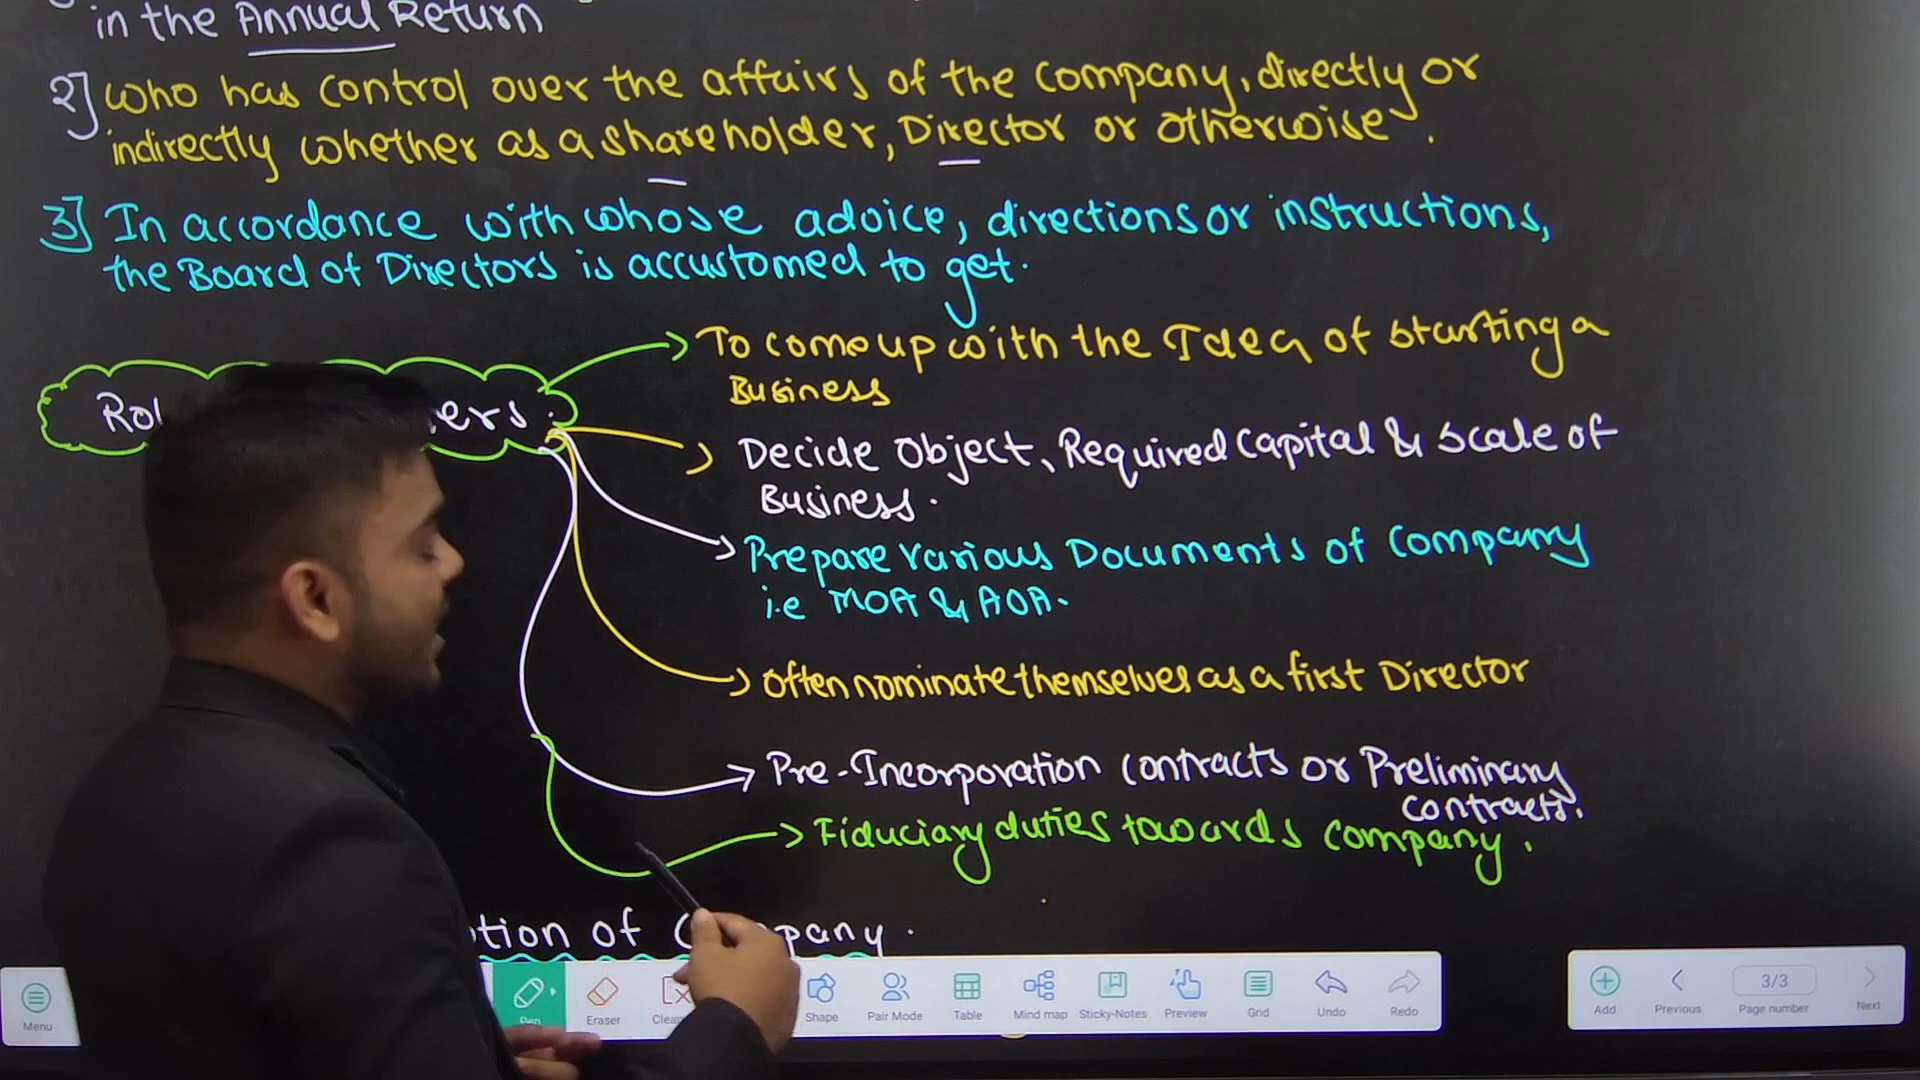 in the Annual Return
2] who has control over the affairs of the company, directly or
indirectly whether as a shareholder, Director or otherwise.
3] In accordance with whose advice, directions or instructions,
the Board of Directors is accustomed to get.
To come up with the Idea of starting a
Business
Rol ers.
Decide Object, Required Capital & Scale of
Business.
Prepare Various Documents of Company
i.e MOA & AOA.
often nominate themselves as a first Director
Pre-Incorporation Contracts or Preliminary
Contracts.
Fiduciary duties towards company.
tion of C pany.
Menu
Pen
Eraser
Clear
Shape
Pair Mode
Table
Mind map
Sticky-Notes
Preview
Grid
Undo
Redo
Add
Previous
3/3
Page number
Next